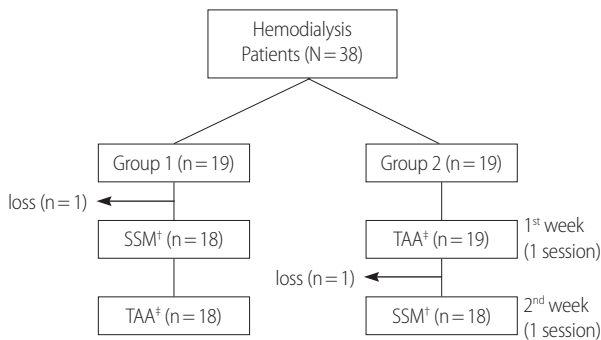 Hemodialysis
Patients (N=38)
Group 1 (n=19)
Group 2 (n=19)
loss (n=1)
SSM† (n=18)
TAA‡ (n=19)
1st week
(1 session)
loss (n=1)
TAA‡ (n=18)
SSM† (n=18)
2nd week
(1 session)